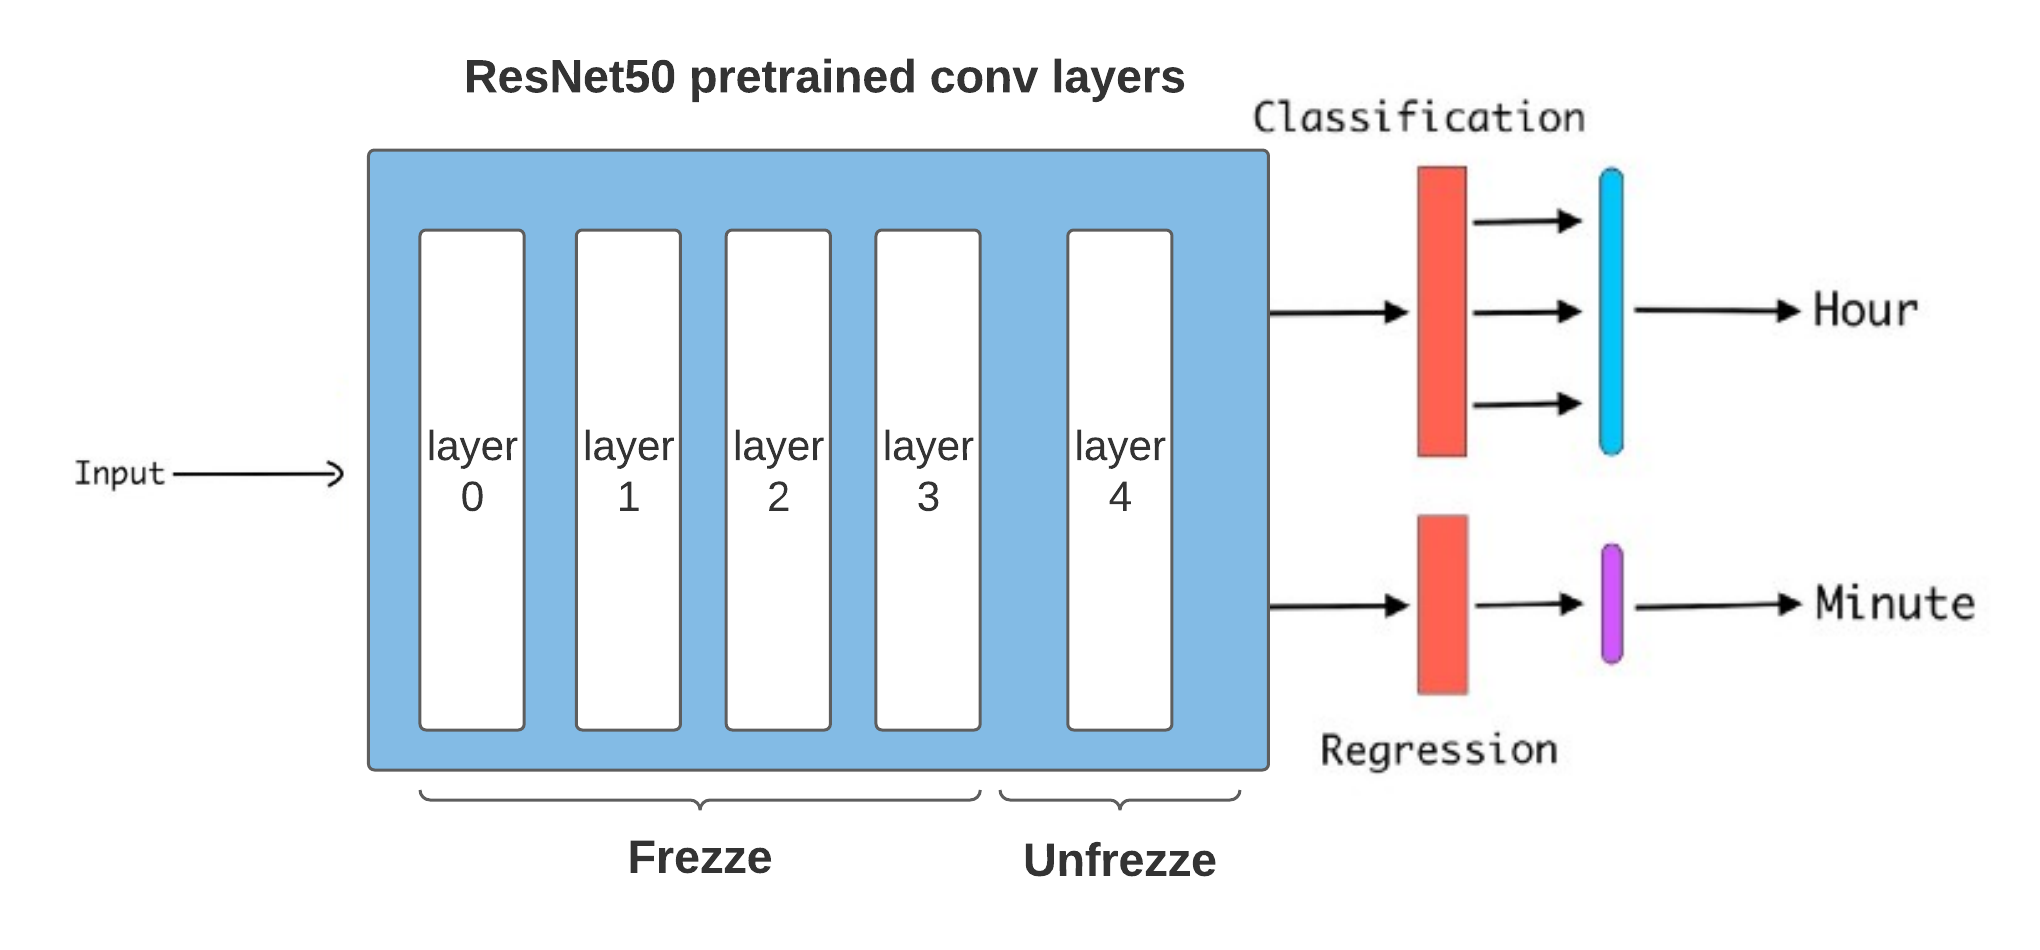 ResNet50 pretrained conv layers
Classification
Input
layer
0
layer
1
layer
2
layer
3
layer
4
Hour
Minute
Regression
Frezze
Unfrezze